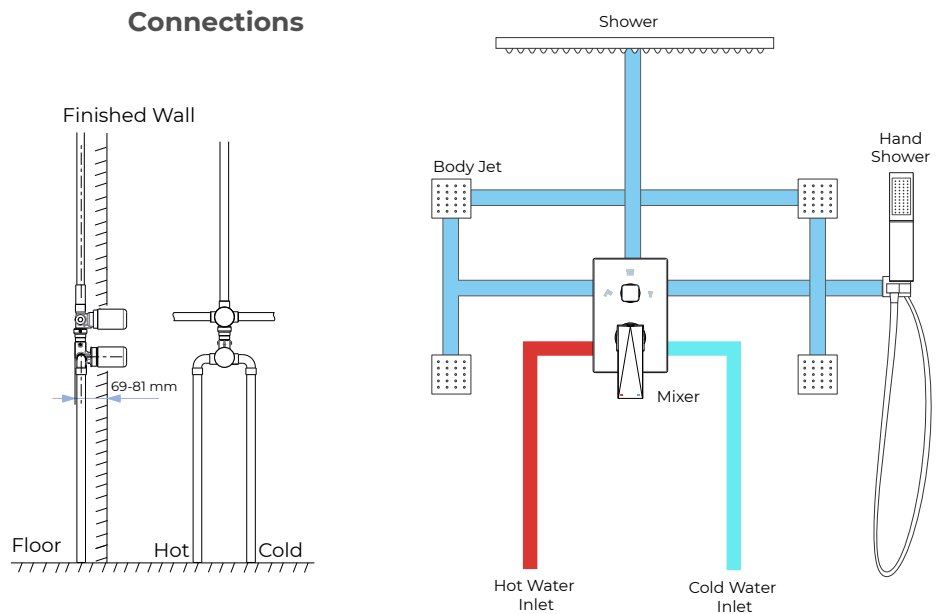 Connections
Finished Wall
69-81 mm
Floor
Hot
Cold
Shower
Body Jet
Hand
Shower
Mixer
Hot Water
Inlet
Cold Water
Inlet